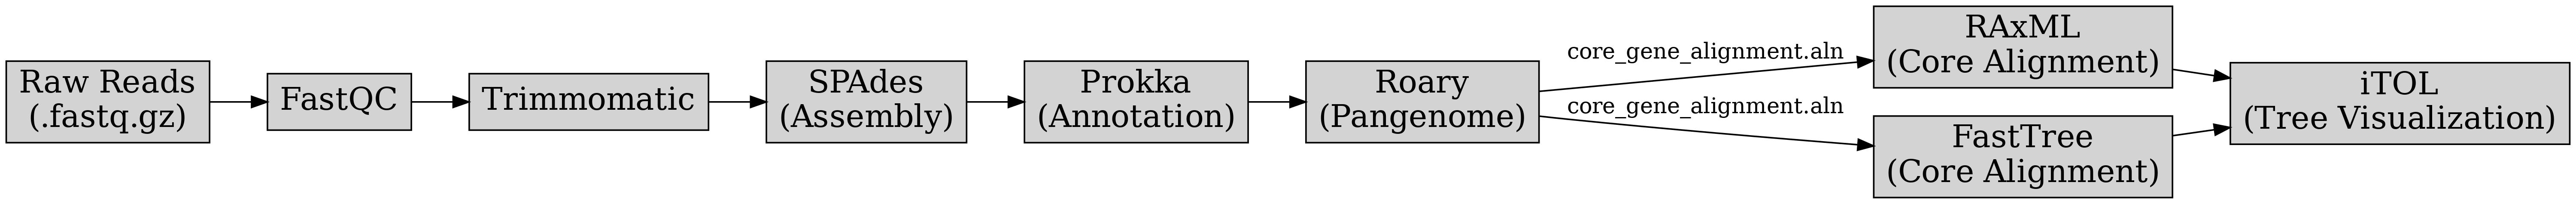 Raw Reads
(.fastq.gz)
FastQC
Trimmomatic
SPAdes
(Assembly)
Prokka
(Annotation)
Roary
(Pangenome)
core_gene_alignment.aln
core_gene_alignment.aln
RAxML
(Core Alignment)
FastTree
(Core Alignment)
iTOL
(Tree Visualization)